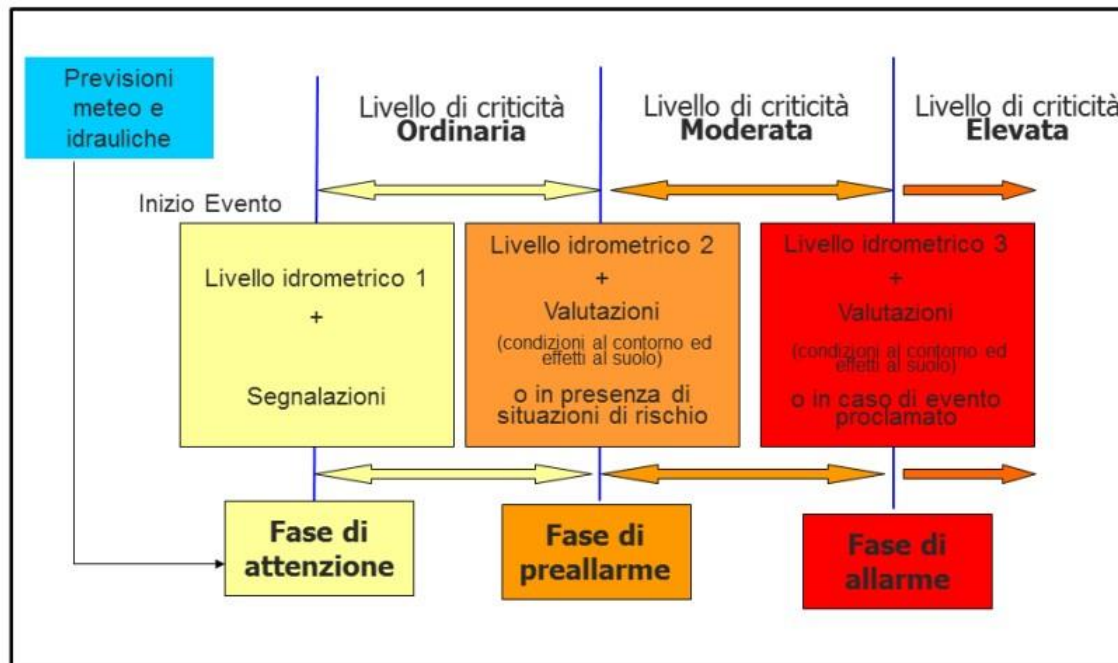 Previsioni
meteo e
idrauliche
Livello di criticità
Ordinaria
Livello di criticità
Moderata
Livello di criticità
Elevata
Inizio Evento
Livello idrometrico 1
+
Segnalazioni
Livello idrometrico 2
+
Valutazioni
(condizioni al contorno ed
effetti al suolo)
o in presenza di
situazioni di rischio
Livello idrometrico 3
+
Valutazioni
(condizioni al contorno ed
effetti al suolo)
o in caso di evento
proclamato
Fase di
attenzione
Fase di
preallarme
Fase di
allarme